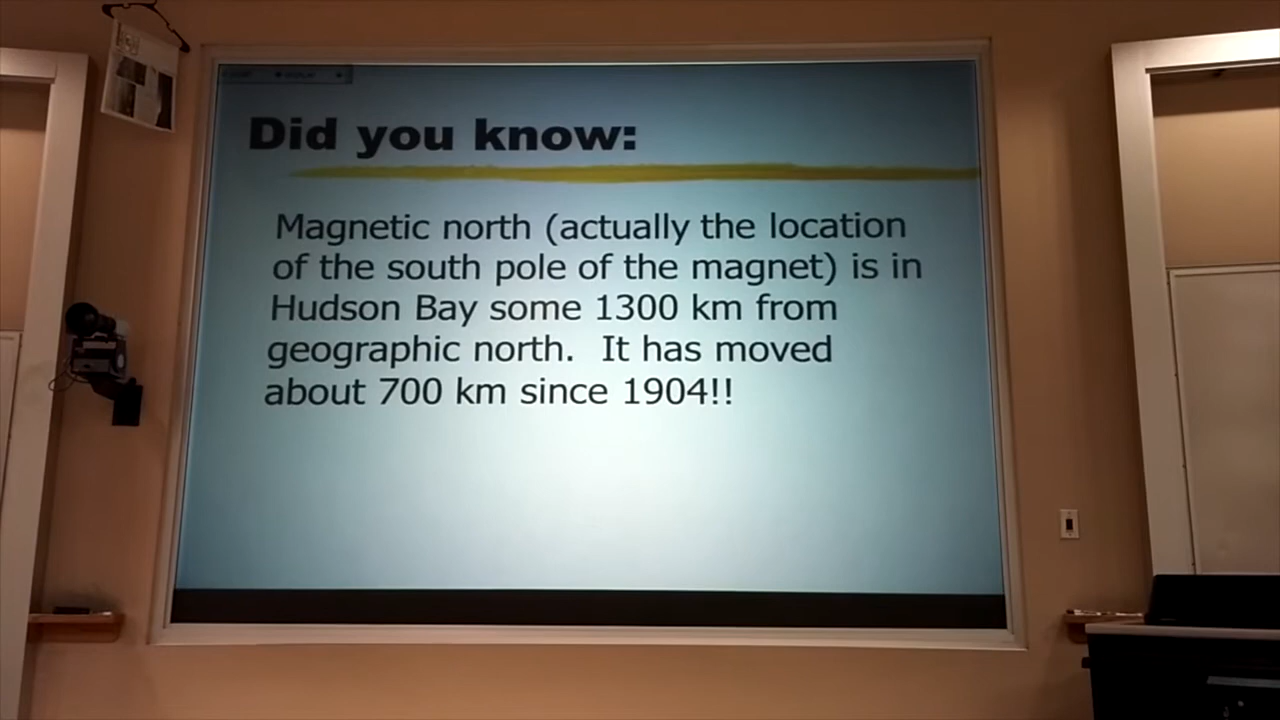 Did you know:
Magnetic north (actually the location
of the south pole of the magnet) is in
Hudson Bay some 1300 km from
geographic north. It has moved
about 700 km since 1904!!